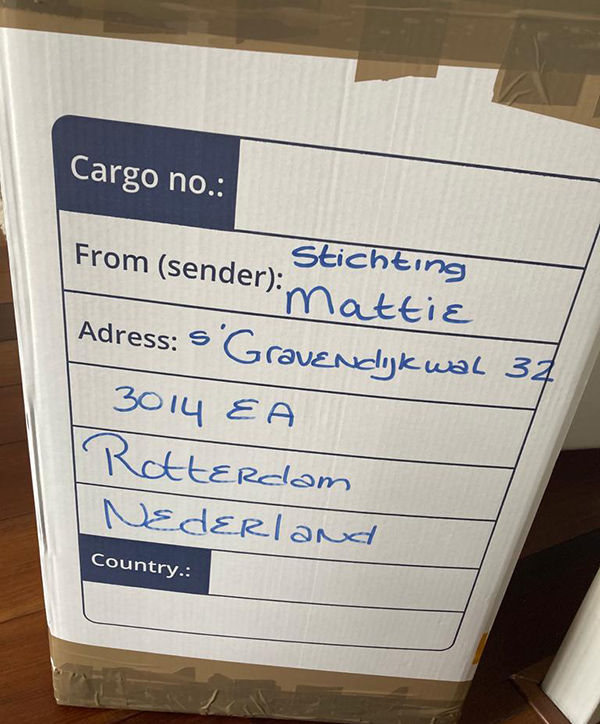 Cargo no.:
From (sender): Stichting
Mattie
Adress: s'Gravendijkwal 32
3014 EA
Rotterdam
Nederland
Country.: